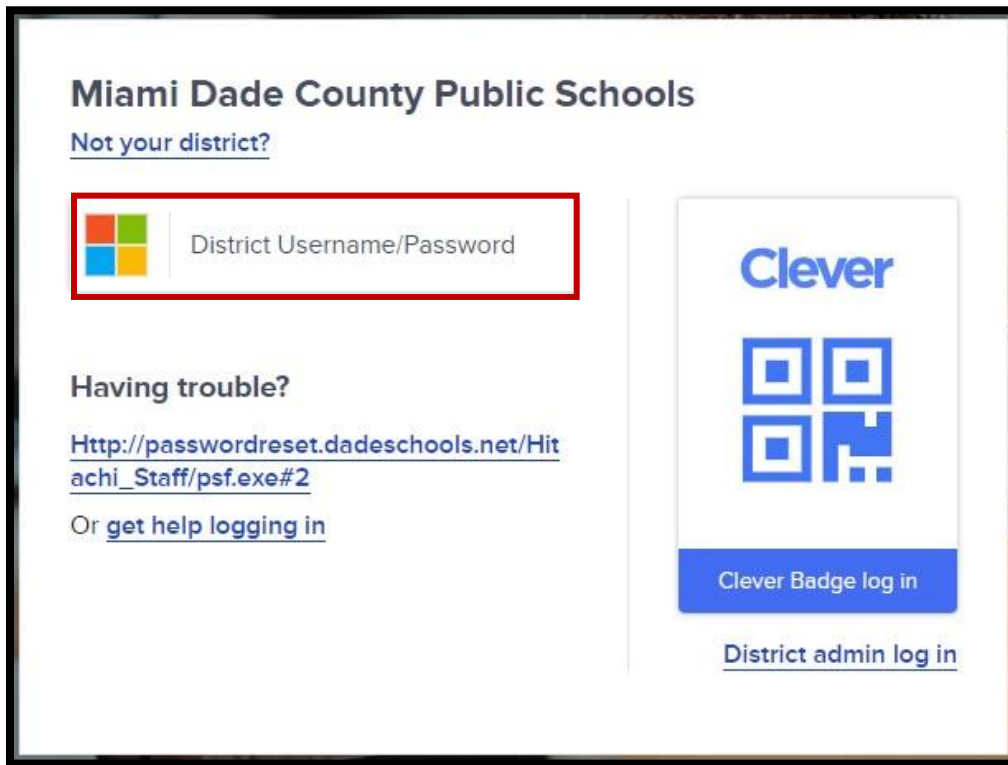 Miami Dade County Public Schools
Not your district?
District Username/Password
Having trouble?
Http://passwordreset.dadeschools.net/Hit
achi_Staff/psf.exe#2
Or get help logging in
Clever
Clever Badge log in
District admin log in